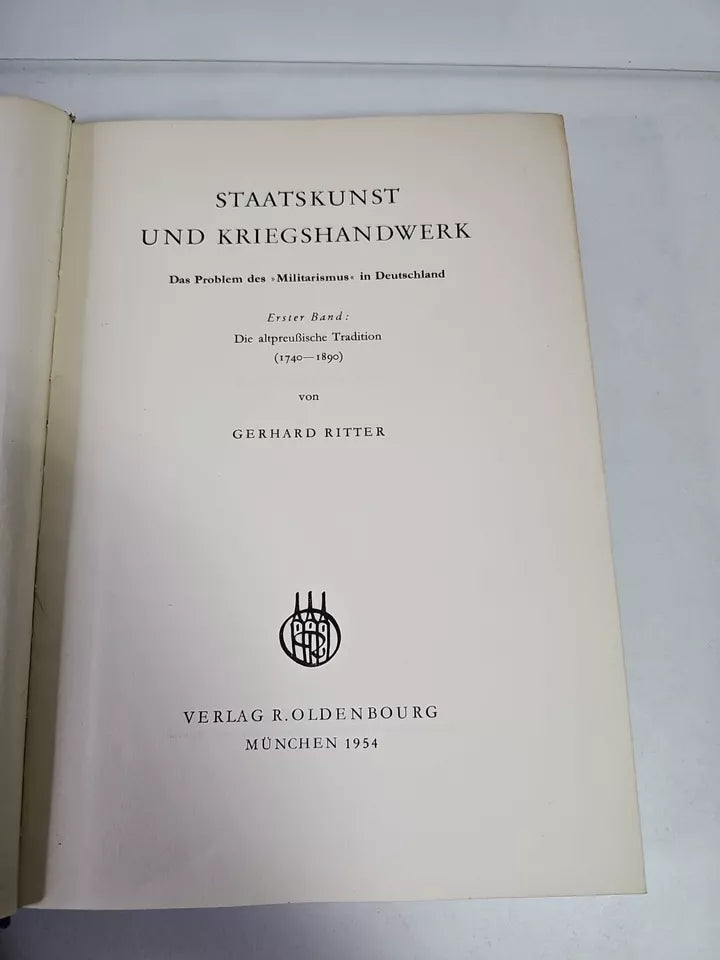 STAATSKUNST
UND KRIEGSHANDWERK
Das Problem des »Militarismus« in Deutschland
Erster Band:
Die altpreußische Tradition
(1740—1890)
von
GERHARD RITTER
VERLAG R. OLDENBOURG
MÜNCHEN 1954